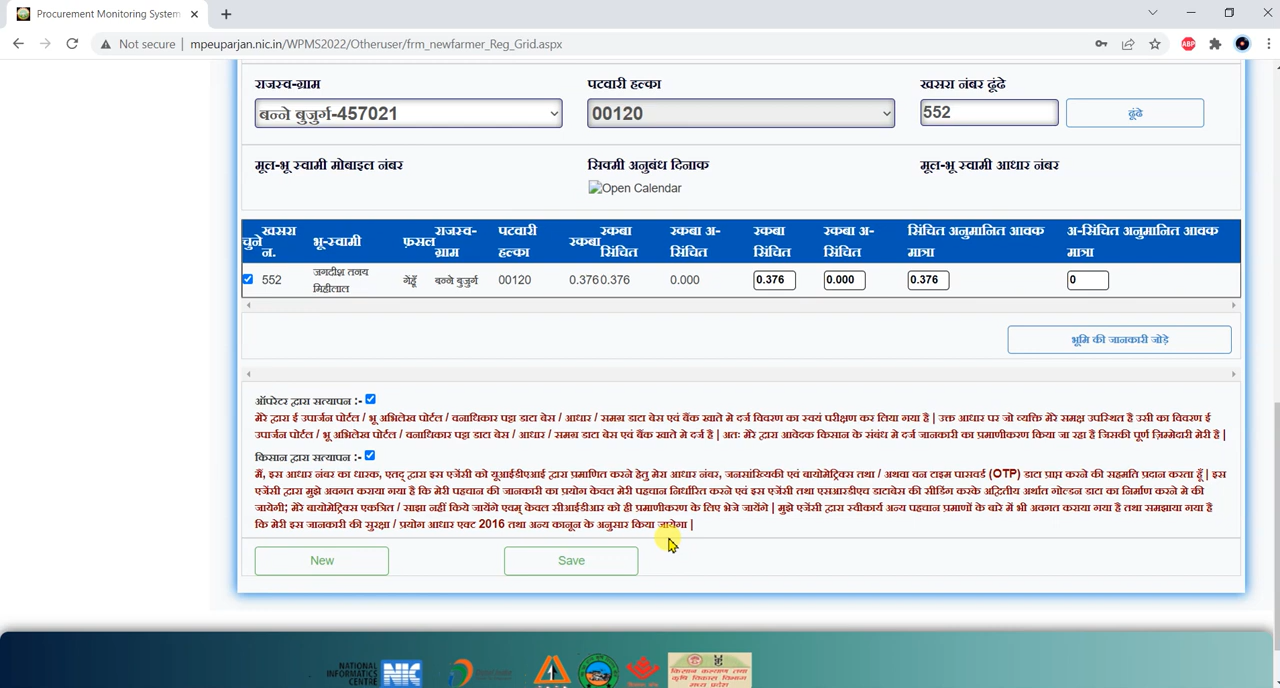 Procurement Monitoring System
Not secure | mpeuparjan.nic.in/WPMS2022/Otheruser/frm_newfarmer_Reg_Grid.aspx
ABP
राजस्व-ग्राम पटवारी हल्का खसरा नंबर ढूंढे
बन्ने बुजुर्ग-457021 00120 552 ढूंढे
मूल-भू स्वामी मोबाइल नंबर सिक्मी अनुबंध दिनाक मूल-भू स्वामी आधार नंबर
Open Calendar
चुने खसरा न. भू-स्वामी फ़सल राजस्व-ग्राम पटवारी हल्का रकबा रकबा सिंचित रकबा अ-सिंचित रकबा सिंचित रकबा अ-सिंचित सिंचित अनुमानित आवक मात्रा अ-सिंचित अनुमानित आवक मात्रा
552 जगदीश तनय मिहीलाल गेंहूँ बन्ने बुजुर्ग 00120 0.376 0.376 0.000 0.376 0.000 0.376 0
भूमि की जानकारी जोड़े
ऑपरेटर द्वारा सत्यापन :-
मेरे द्वारा ई उपार्जन पोर्टल / भू अभिलेख पोर्टल / वनाधिकार पट्टा डाटा बेस / आधार / समग्र डाटा बेस एवं बैंक खाते मे दर्ज विवरण का स्वयं परीक्षण कर लिया गया है | उक्त आधार पर जो व्यक्ति मेरे समक्ष उपस्थित है उसी का विवरण ई
उपार्जन पोर्टल / भू अभिलेख पोर्टल / वनाधिकार पट्टा डाटा बेस / आधार / समग्र डाटा बेस एवं बैंक खाते मे दर्ज है | अतः मेरे द्वारा आवेदक किसान के संबंध मे दर्ज जानकारी का प्रमाणीकरण किया जा रहा है जिसकी पूर्ण ज़िम्मेदारी मेरी है |
किसान द्वारा सत्यापन :-
मैं, इस आधार नंबर का धारक, एतद् द्वारा इस एजेंसी को यूआईडीएआई द्वारा प्रमाणित करने हेतु मेरा आधार नंबर, जनसांख्यिकी एवं बायोमेट्रिक्स तथा / अथवा वन टाइम पासवर्ड (OTP) डाटा प्राप्त करने की सहमति प्रदान करता हूँ | इस
एजेंसी द्वारा मुझे अवगत कराया गया है कि मेरी पहचान की जानकारी का प्रयोग केवल मेरी पहचान निर्धारित करने एवं इस एजेंसी तथा एसआरडीएच डाटाबेस की सीडिंग करके अद्वितीय अर्थात गोल्डन डाटा का निर्माण करने मे की
जायेगी; मेरे बायोमेट्रिक्स एकत्रित / साझा नहीं किये जायेंगे एवम् केवल सीआईडीआर को ही प्रमाणीकरण के लिए भेजे जायेंगे | मुझे एजेंसी द्वारा स्वीकार्य अन्य पहचान प्रमाणों के बारे में भी अवगत कराया गया है तथा समझाया गया है
कि मेरी इस जानकारी की सुरक्षा / प्रयोग आधार एक्ट 2016 तथा अन्य कानून के अनुसार किया जायेगा |
New Save
NATIONAL INFORMATICS CENTRE NIC
किसान कल्याण तथा कृषि विकास विभाग मध्य प्रदेश